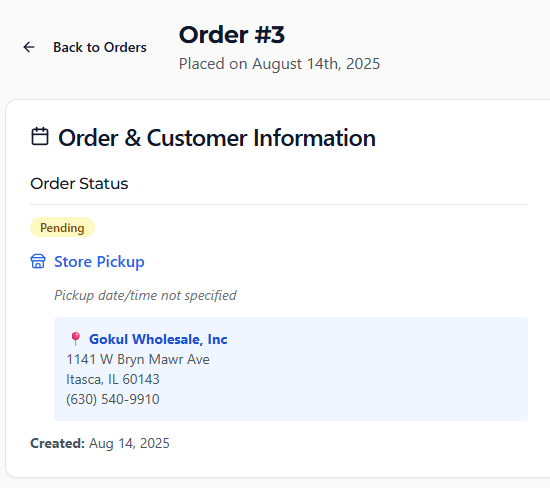 Back to Orders
Order #3
Placed on August 14th, 2025
Order & Customer Information
Order Status
Pending
Store Pickup
Pickup date/time not specified
📍 Gokul Wholesale, Inc
1141 W Bryn Mawr Ave
Itasca, IL 60143
(630) 540-9910
Created: Aug 14, 2025